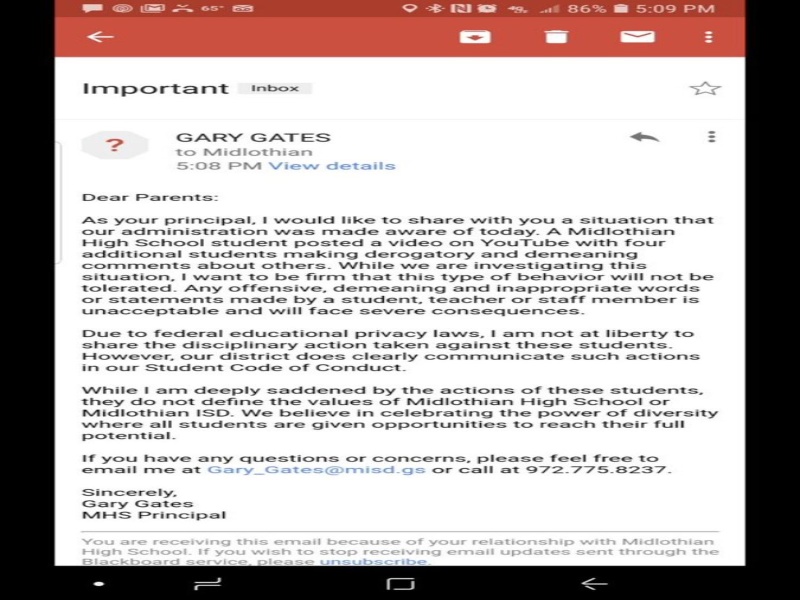 65° 4G 86% 5:09 PM
Important Inbox
?
GARY GATES
to Midlothian
5:08 PM View details
Dear Parents:
As your principal, I would like to share with you a situation that
our administration was made aware of today. A Midlothian
High School student posted a video on YouTube with four
additional students making derogatory and demeaning
comments about others. While we are investigating this
situation, I want to be firm that this type of behavior will not be
tolerated. Any offensive, demeaning and inappropriate words
or statements made by a student, teacher or staff member is
unacceptable and will face severe consequences.
Due to federal educational privacy laws, I am not at liberty to
share the disciplinary action taken against these students.
However, our district does clearly communicate such actions
in our Student Code of Conduct.
While I am deeply saddened by the actions of these students,
they do not define the values of Midlothian High School or
Midlothian ISD. We believe in celebrating the power of diversity
where all students are given opportunities to reach their full
potential.
If you have any questions or concerns, please feel free to
email me at Gary_Gates@misd.gs or call at 972.775.8237.
Sincerely,
Gary Gates
MHS Principal
You are receiving this email because of your relationship with Midlothian
High School. If you wish to stop receiving email updates sent through the
Blackboard service, please unsubscribe.